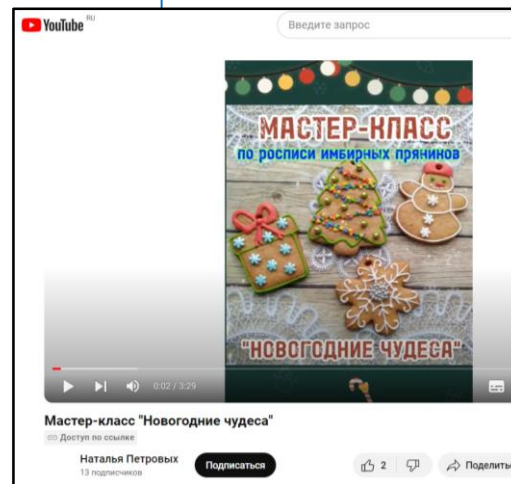 YouTube RU
Введите запрос
МАСТЕР-КЛАСС
по росписи имбирных пряников
"НОВОГОДНИЕ ЧУДЕСА"
0:02 / 3:29
Мастер-класс "Новогодние чудеса"
Доступ по ссылке
Наталья Петровых
13 подписчиков
Подписаться
2
Поделиться